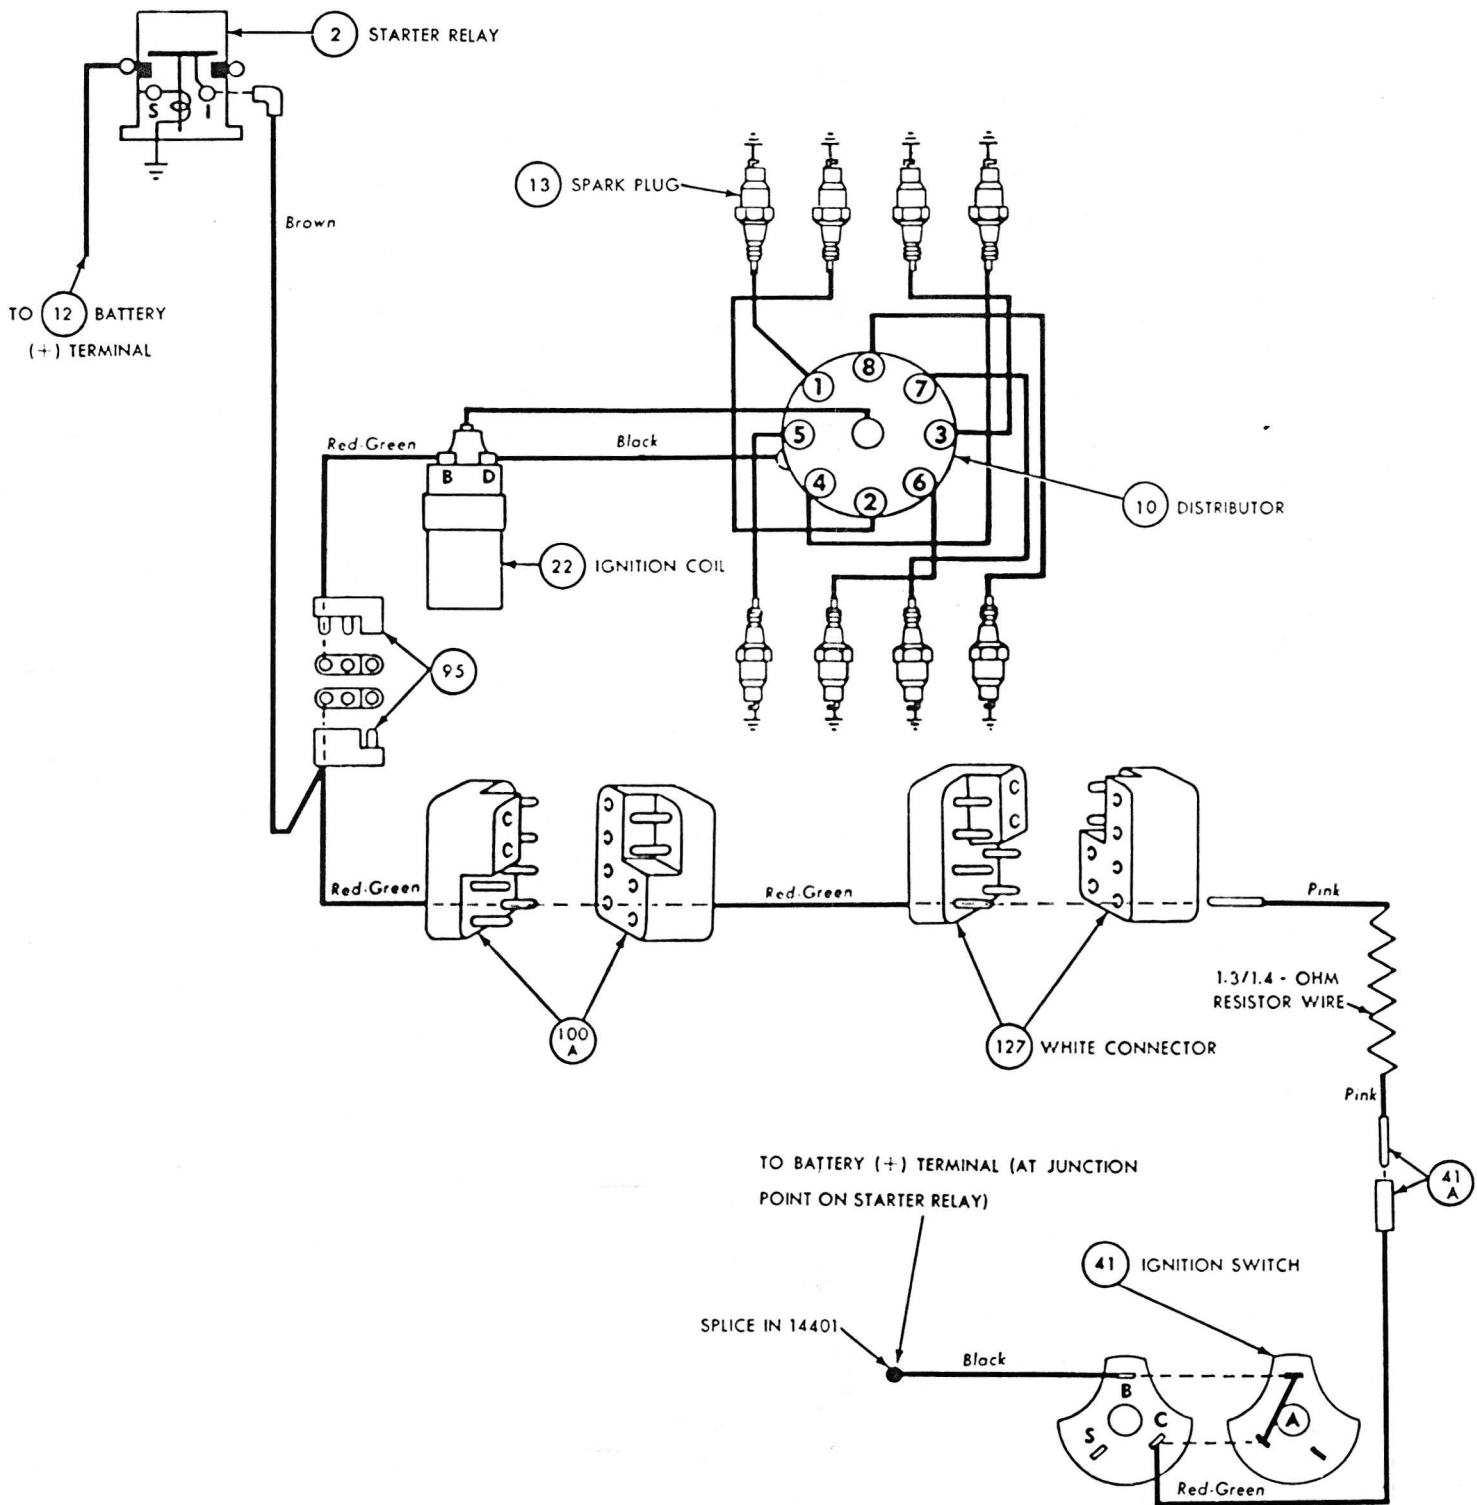 2 STARTER RELAY
S I
13 SPARK PLUG
Brown
TO 12 BATTERY
(+) TERMINAL
8
1 7
5 3
4 6
2
Red-Green
Black
B D
10 DISTRIBUTOR
22 IGNITION COIL
95
C
C
C
C
Red-Green
Red-Green
Pink
1.3/1.4 - OHM
RESISTOR WIRE
100
A
127 WHITE CONNECTOR
Pink
TO BATTERY (+) TERMINAL (AT JUNCTION
POINT ON STARTER RELAY)
41
A
41 IGNITION SWITCH
SPLICE IN 14401
Black
B
C
S
A
Red-Green